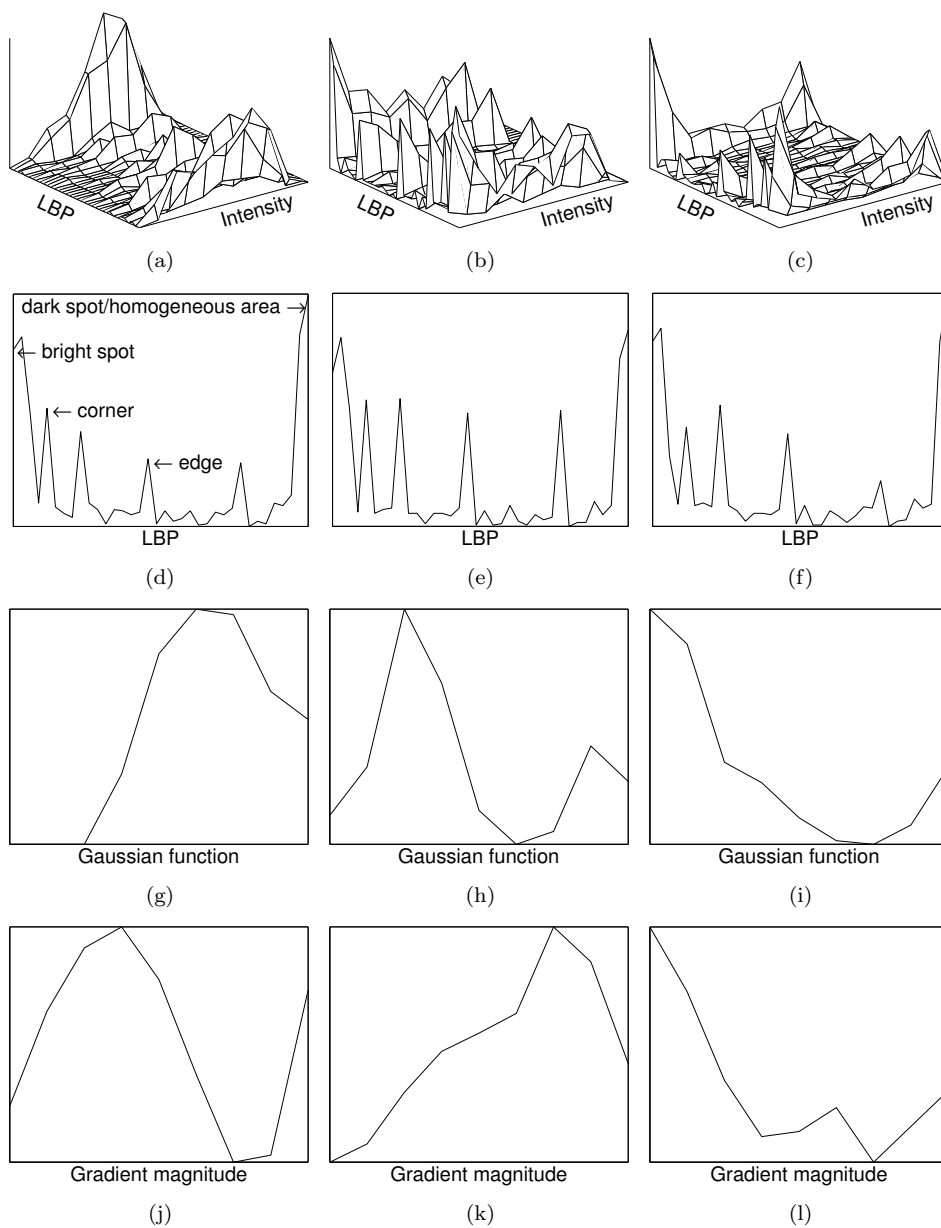 LBP Intensity LBP Intensity LBP Intensity
(a) (b) (c)
dark spot/homogeneous area →
← bright spot
← corner
← edge
LBP LBP LBP
(d) (e) (f)
Gaussian function Gaussian function Gaussian function
(g) (h) (i)
Gradient magnitude Gradient magnitude Gradient magnitude
(j) (k) (l)